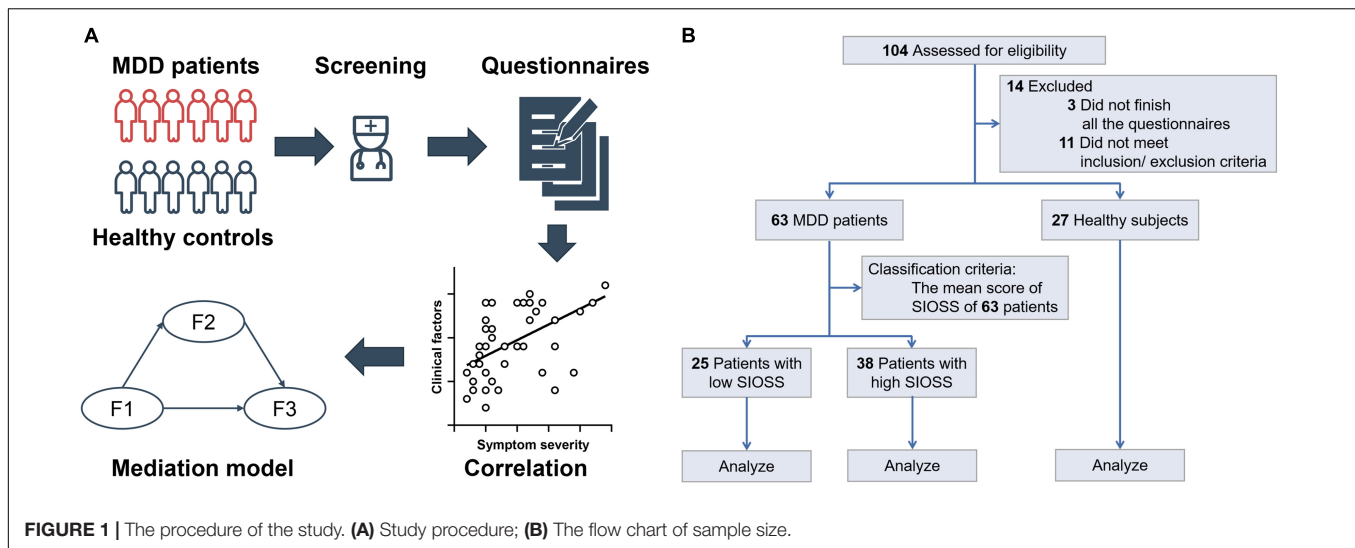 A
MDD patients
Screening
Questionnaires
Healthy controls
F2
F1
F3
Mediation model
Clinical factors
Symptom severity
Correlation
B
104 Assessed for eligibility
14 Excluded
3 Did not finish
all the questionnaires
11 Did not meet
inclusion/ exclusion criteria
63 MDD patients
27 Healthy subjects
Classification criteria:
The mean score of
SIOSS of 63 patients
25 Patients with
low SIOSS
38 Patients with
high SIOSS
Analyze
Analyze
Analyze
FIGURE 1 | The procedure of the study. (A) Study procedure; (B) The flow chart of sample size.